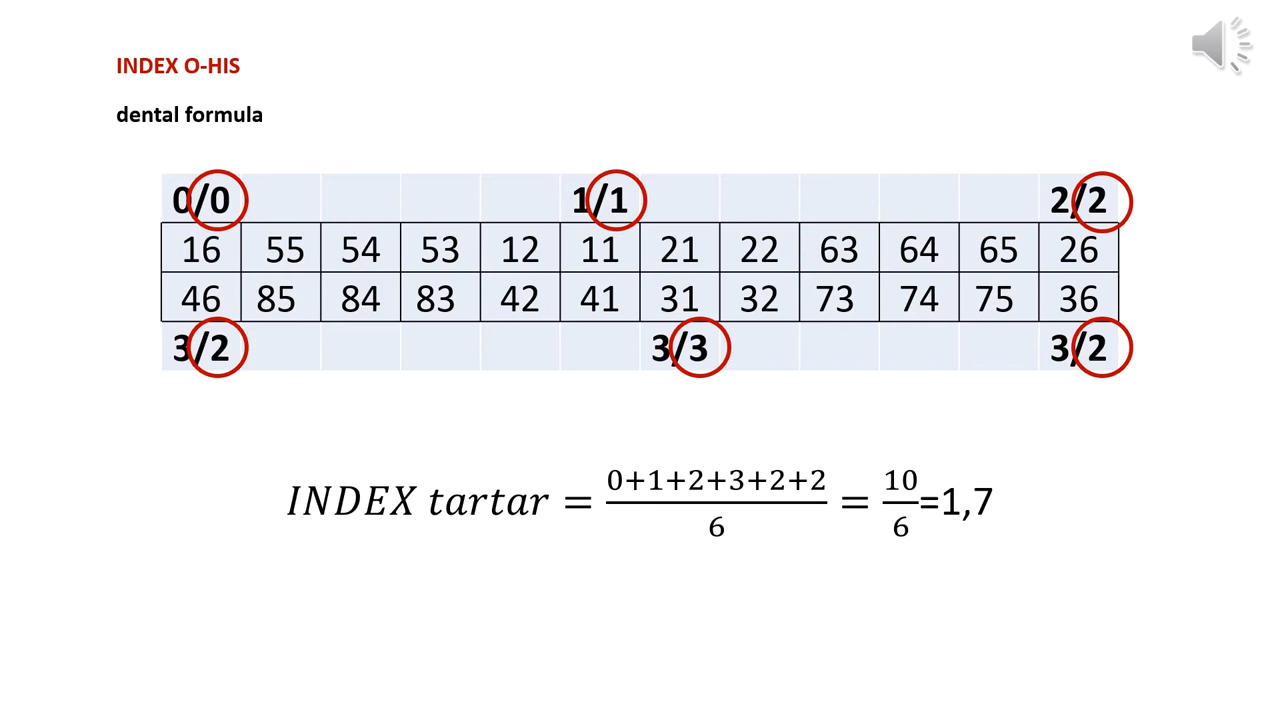 INDEX O-HIS
dental formula
0/0 1/1 2/2
16 55 54 53 12 11 21 22 63 64 65 26
46 85 84 83 42 41 31 32 73 74 75 36
3/2 3/3 3/2
INDEX tartar = (0+1+2+3+2+2)/6 = 10/6 =1,7